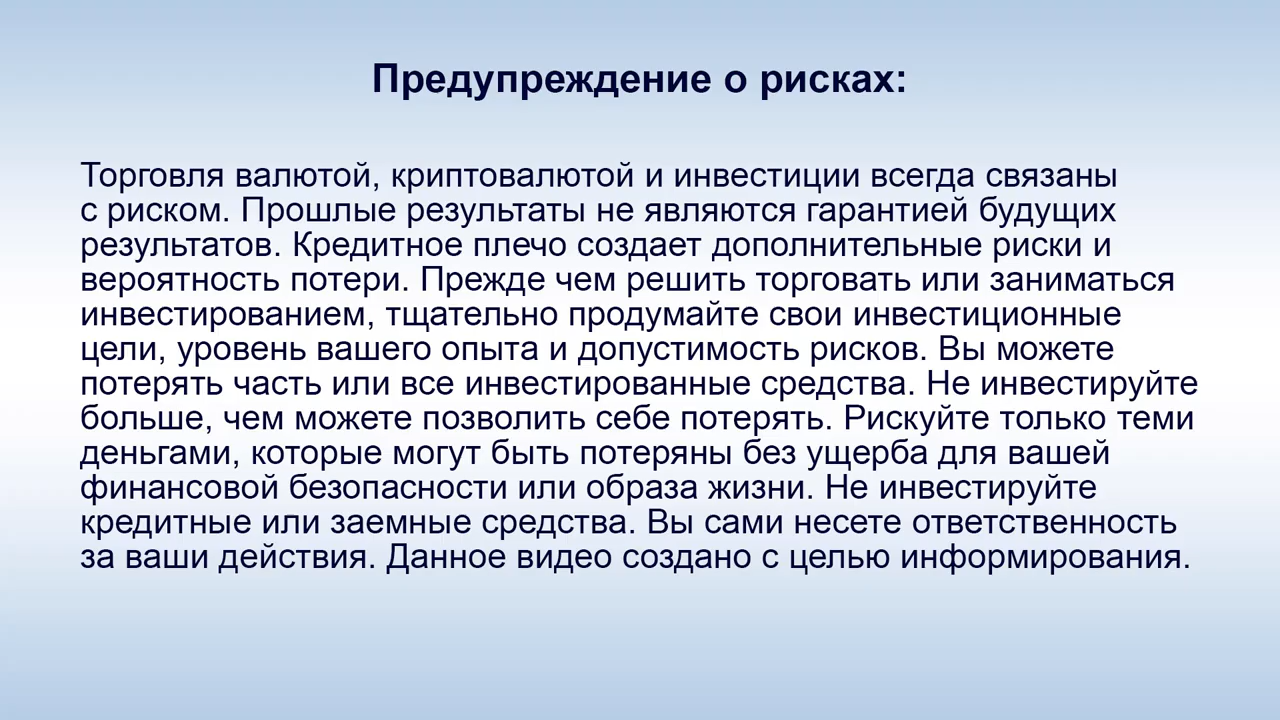 Предупреждение о рисках:
Торговля валютой, криптовалютой и инвестиции всегда связаны
с риском. Прошлые результаты не являются гарантией будущих
результатов. Кредитное плечо создает дополнительные риски и
вероятность потери. Прежде чем решить торговать или заниматься
инвестированием, тщательно продумайте свои инвестиционные
цели, уровень вашего опыта и допустимость рисков. Вы можете
потерять часть или все инвестированные средства. Не инвестируйте
больше, чем можете позволить себе потерять. Рискуйте только теми
деньгами, которые могут быть потеряны без ущерба для вашей
финансовой безопасности или образа жизни. Не инвестируйте
кредитные или заемные средства. Вы сами несете ответственность
за ваши действия. Данное видео создано с целью информирования.